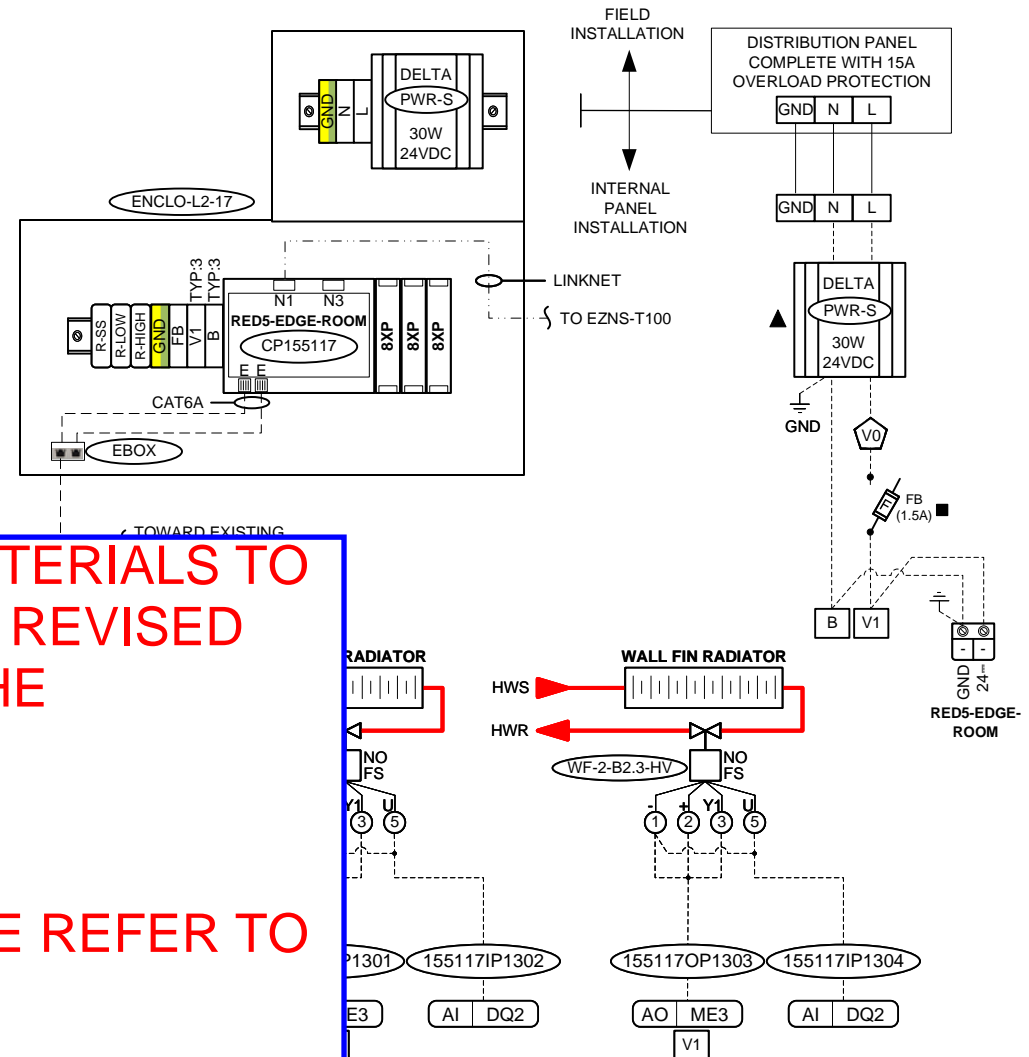 FIELD
INSTALLATION
DISTRIBUTION PANEL
COMPLETE WITH 15A
OVERLOAD PROTECTION
GND N L
DELTA
PWR-S
30W
24VDC
GND
N
L
INTERNAL
PANEL
INSTALLATION
GND N L
ENCLO-L2-17
LINKNET
TO EZNS-T100
DELTA
PWR-S
30W
24VDC
GND
V0
F
FB
(1.5A)
B V1
- -
GND
24
RED5-EDGE-
ROOM
TYP:3
TYP:3
R-SS
R-LOW
R-HIGH
GND
FB
V1
B
N1 N3
RED5-EDGE-ROOM
CP155117
E E
8XP
8XP
8XP
CAT6A
EBOX
TOWARD EXISTING
TERIALS TO
REVISED
HE
E REFER TO
RADIATOR
NO
FS
Y1 U
3 5
P1301
155117IP1302
E3
AI DQ2
WALL FIN RADIATOR
HWS
HWR
WF-2-B2.3-HV
NO
FS
- + Y1 U
1 2 3 5
155117OP1303
155117IP1304
AO ME3
AI DQ2
V1